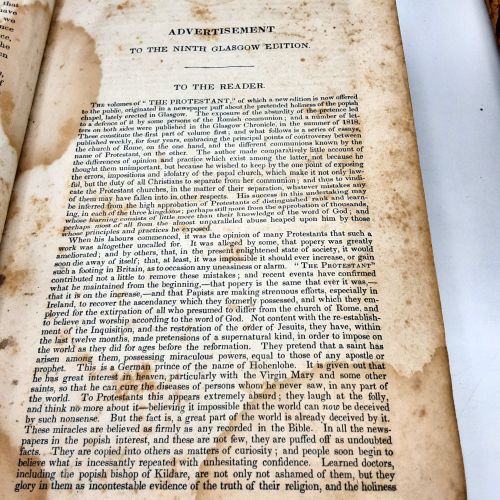 that
have
we
ance
ce,
the
n
of
ADVERTISEMENT
TO THE NINTH GLASGOW EDITION.
TO THE READER.
THE volumes of "THE PROTESTANT," of which a new edition is now offered
to the public, originated in a newspaper puff about the pretended holiness of the popish
chapel, lately erected in Glasgow. The exposure of the absurdity of the pretence led
to a defence of it by some persons of the Romish communion; and a number of let-
ters on both sides were published in the Glasgow Chronicle, in the summer of 1818.
These constitute the first part of volume first; and what follows is a series of essays,
published weekly, for four years, embracing the principal points of controversy between
the church of Rome, on the one hand, and the different communions known by the
name of Protestant, on the other. The author made comparatively little account of
the differences of opinion and practice which exist among the latter, not because he
thought them unimportant, but because he wished to keep by the one point of exposing
the errors, impositions, and idolatry of the papal church, which make it not only law-
ful, but the duty of all Christians to separate from her communion; and thus to vindi-
cate the Protestant churches, in the matter of their separation, whatever mistakes any
of them may have fallen into in other respects. His success in this undertaking may
be inferred from the high approbation of Protestants of distinguished rank and learn-
ing, in each of the three kingdoms; perhaps still more from the approbation of thousands,
whose learning consists of little more than their knowledge of the word of God; and
perhaps most of all from the almost unparalleled abuse heaped upon him by those
whose principles and practices he exposed.
When his labours commenced, it was the opinion of many Protestants that such a
work was altogether uncalled for. It was alleged by some, that popery was greatly
ameliorated; and by others, that, in the present enlightened state of society, it would
soon die away of itself; that, at least, it was impossible it should ever increase, or gain
such a footing in Britain, as to occasion any uneasiness or alarm. "THE PROTESTANT"
contributed not a little to remove these mistakes; and recent events have confirmed
what he maintained from the beginning,—that popery is the same that ever it was,—
that it is on the increase,—and that Papists are making strenuous efforts, especially in
Ireland, to recover the ascendancy which they formerly possessed, and which they em-
ployed for the extirpation of all who presumed to differ from the church of Rome, and
to believe and worship according to the word of God. Not content with the re-establish-
ment of the Inquisition, and the restoration of the order of Jesuits, they have, within
the last twelve months, made pretensions of a supernatural kind, in order to impose on
the world as they did for ages before the reformation. They pretend that a saint has
arisen among them, possessing miraculous powers, equal to those of any apostle or
prophet. This is a German prince of the name of Hohenlohe. It is given out that
he has great interest in heaven, particularly with the Virgin Mary and some other
saints, so that he can cure the diseases of persons whom he never saw, in any part of
the world. To Protestants this appears extremely absurd; they laugh at the folly,
and think no more about it—believing it impossible that the world can now be deceived
by such nonsense. But the fact is, a great part of the world is already deceived by it.
These miracles are believed as firmly as any recorded in the Bible. In all the news-
papers in the popish interest, and these are not few, they are puffed off as undoubted
facts. They are copied into others as matters of curiosity; and people soon begin to
believe what is incessantly repeated with unhesitating confidence. Learned doctors,
including the popish bishop of Kildare, are not only not ashamed of them, but they
glory in them as incontestable evidence of the truth of their religion, and the holiness